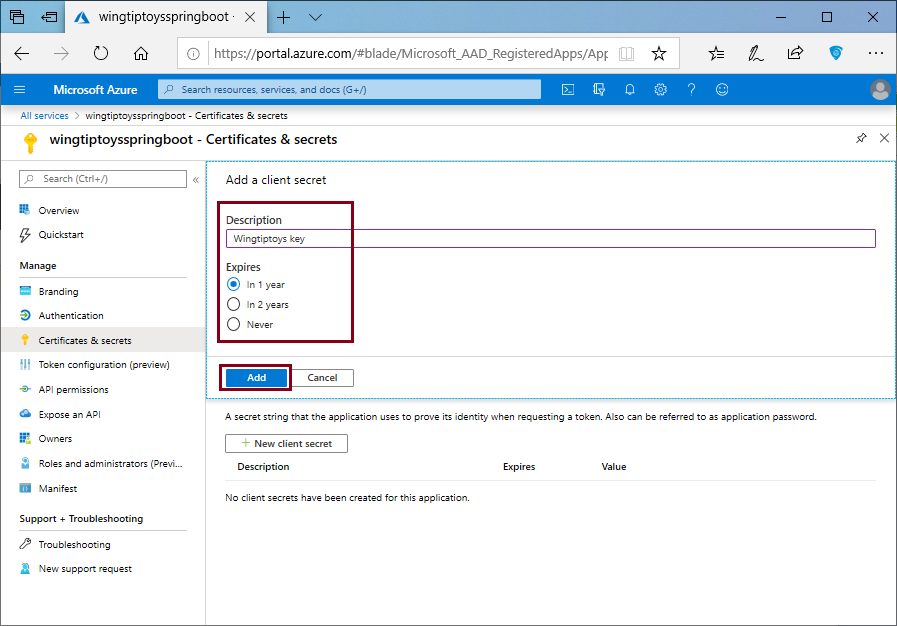 wingtiptoysspringboot -
https://portal.azure.com/#blade/Microsoft_AAD_RegisteredApps/App
Microsoft Azure
Search resources, services, and docs (G+/)
All services > wingtiptoysspringboot - Certificates & secrets
wingtiptoysspringboot - Certificates & secrets
Search (Ctrl+/)
«
Overview
Quickstart
Manage
Branding
Authentication
Certificates & secrets
Token configuration (preview)
API permissions
Expose an API
Owners
Roles and administrators (Previ...
Manifest
Support + Troubleshooting
Troubleshooting
New support request
Add a client secret
Description
Wingtiptoys key
Expires
In 1 year
In 2 years
Never
Add Cancel
A secret string that the application uses to prove its identity when requesting a token. Also can be referred to as application password.
+ New client secret
Description Expires Value
No client secrets have been created for this application.